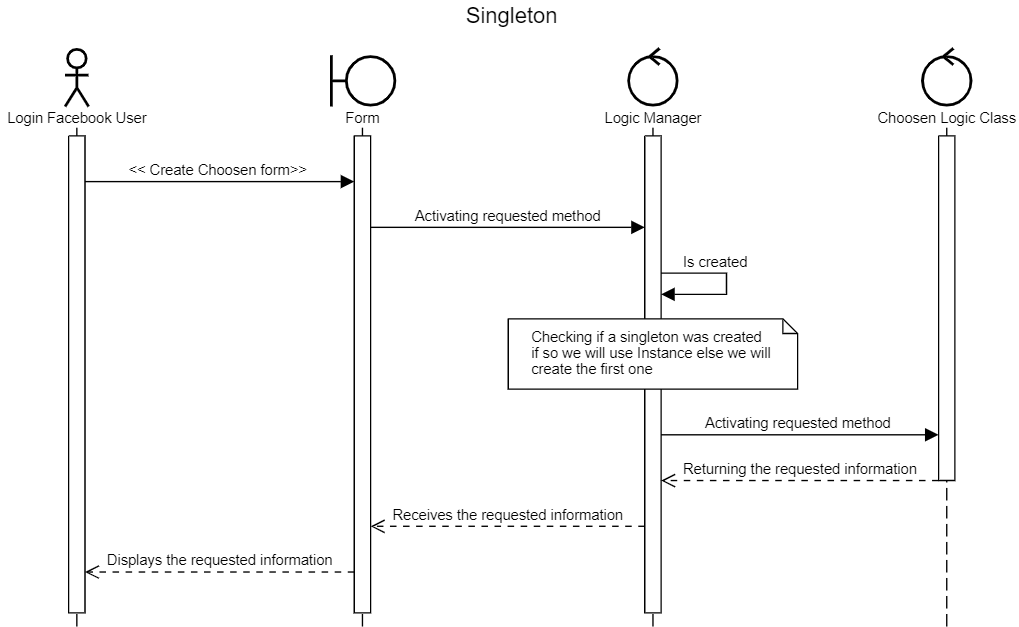 Singleton
Login Facebook User
Form
Logic Manager
Choosen Logic Class
<< Create Choosen form>>
Activating requested method
Is created
Checking if a singleton was created
if so we will use Instance else we will
create the first one
Activating requested method
Returning the requested information
Receives the requested information
Displays the requested information